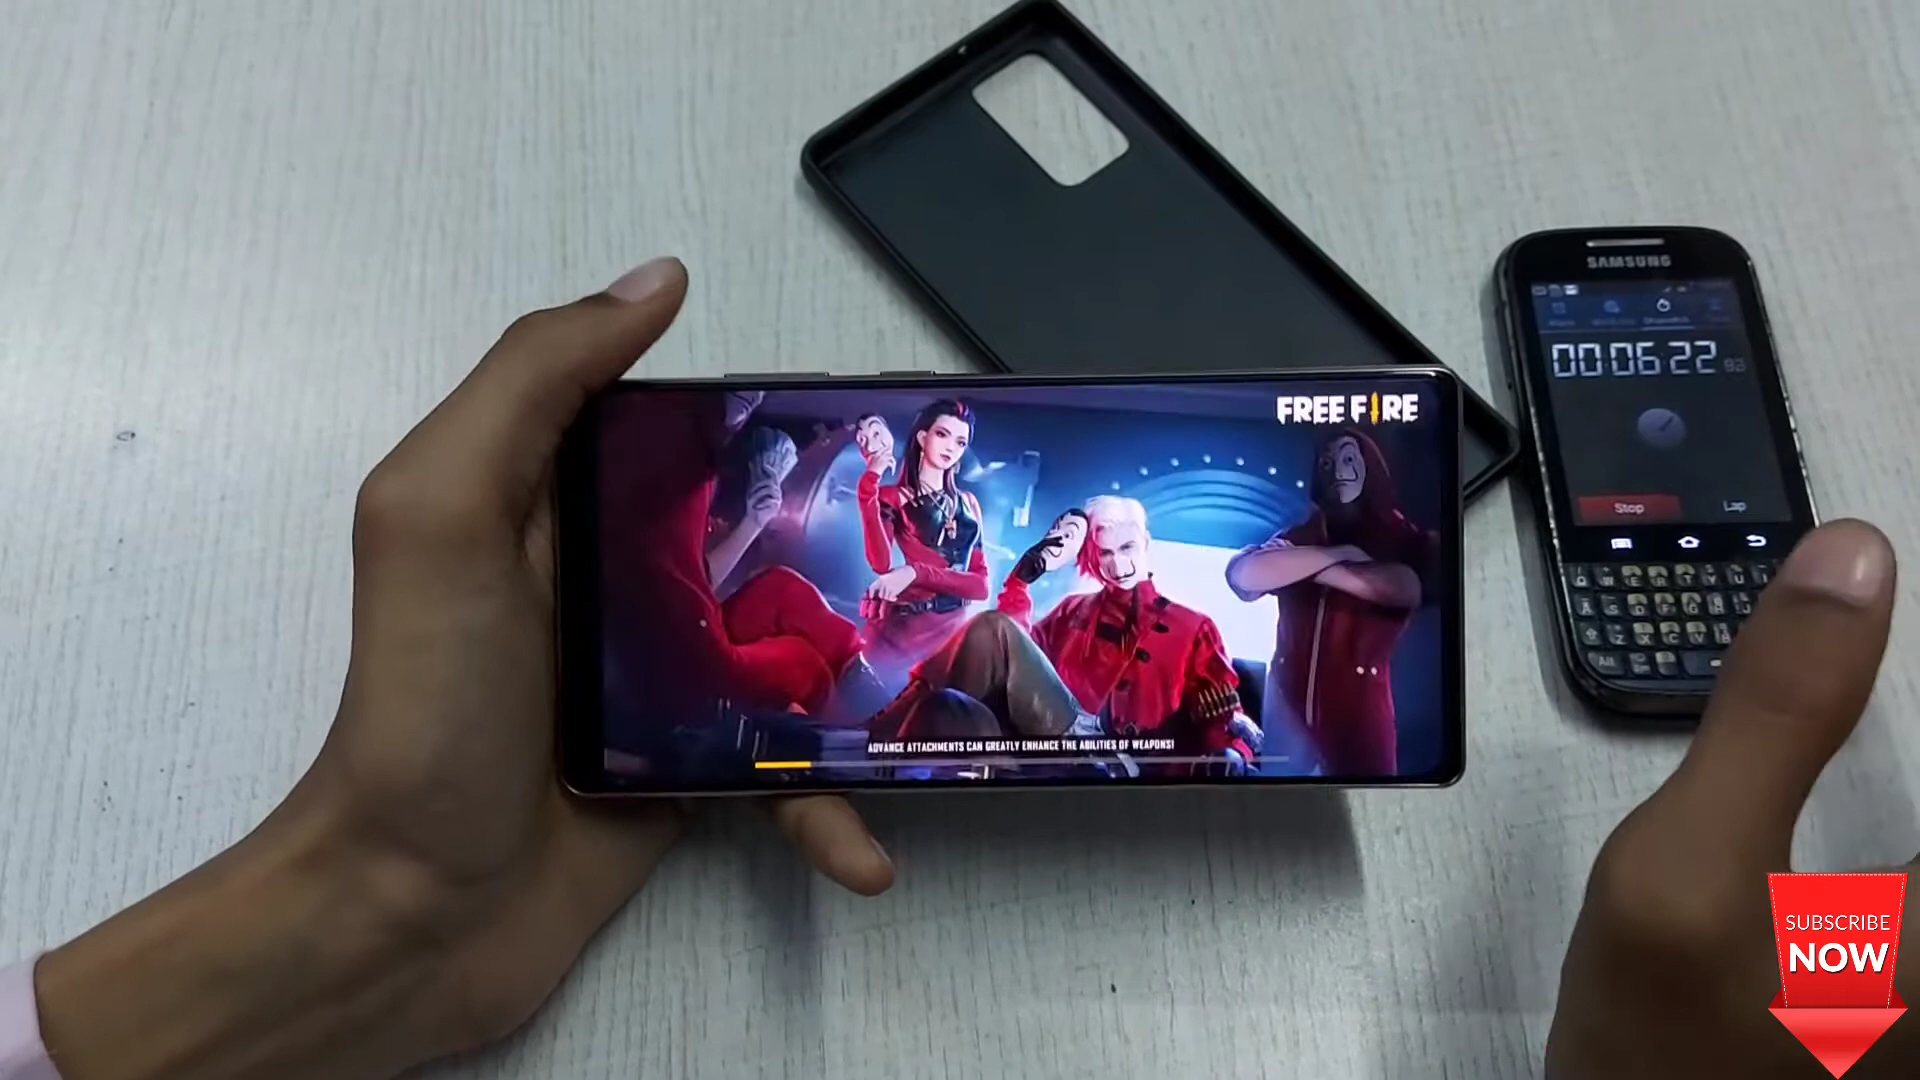 SAMSUNG
FREE FIRE
00:06:22
Stop
Lap
ADVANCE ATTACHMENTS CAN GREATLY ENHANCE THE ABILITIES OF WEAPONS!
Alt
SUBSCRIBE
NOW